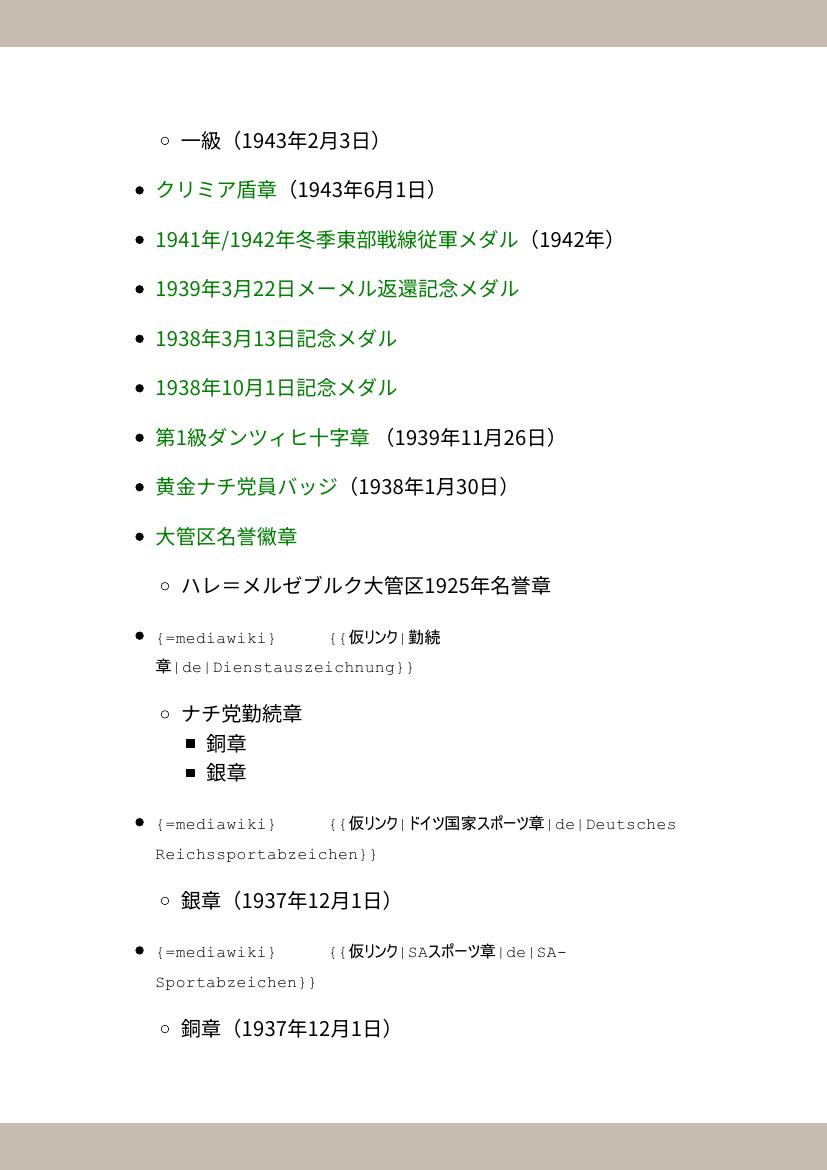 一級（1943年2月3日）
クリミア盾章（1943年6月1日）
1941年/1942年冬季東部戦線従軍メダル（1942年）
1939年3月22日メーメル返還記念メダル
1938年3月13日記念メダル
1938年10月1日記念メダル
第1級ダンツィヒ十字章 （1939年11月26日）
黄金ナチ党員バッジ（1938年1月30日）
大管区名誉徽章
ハレ＝メルゼブルク大管区1925年名誉章
{=mediawiki} {{仮リンク|勤続
章|de|Dienstauszeichnung}}
ナチ党勤続章
銅章
銀章
{=mediawiki} {{仮リンク|ドイツ国家スポーツ章|de|Deutsches
Reichssportabzeichen}}
銀章（1937年12月1日）
{=mediawiki} {{仮リンク|SAスポーツ章|de|SA-
Sportabzeichen}}
銅章（1937年12月1日）